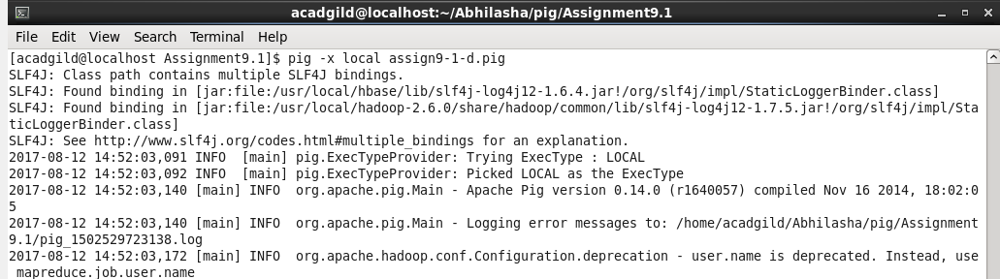 acadgild@localhost:~/Abhilasha/pig/Assignment9.1
File Edit View Search Terminal Help
[acadgild@localhost Assignment9.1]$ pig -x local assign9-1-d.pig
SLF4J: Class path contains multiple SLF4J bindings.
SLF4J: Found binding in [jar:file:/usr/local/hbase/lib/slf4j-log4j12-1.6.4.jar!/org/slf4j/impl/StaticLoggerBinder.class]
SLF4J: Found binding in [jar:file:/usr/local/hadoop-2.6.0/share/hadoop/common/lib/slf4j-log4j12-1.7.5.jar!/org/slf4j/impl/Sta
ticLoggerBinder.class]
SLF4J: See http://www.slf4j.org/codes.html#multiple_bindings for an explanation.
2017-08-12 14:52:03,091 INFO  [main] pig.ExecTypeProvider: Trying ExecType : LOCAL
2017-08-12 14:52:03,092 INFO  [main] pig.ExecTypeProvider: Picked LOCAL as the ExecType
2017-08-12 14:52:03,140 [main] INFO  org.apache.pig.Main - Apache Pig version 0.14.0 (r1640057) compiled Nov 16 2014, 18:02:0
5
2017-08-12 14:52:03,140 [main] INFO  org.apache.pig.Main - Logging error messages to: /home/acadgild/Abhilasha/pig/Assignment
9.1/pig_1502529723138.log
2017-08-12 14:52:03,172 [main] INFO  org.apache.hadoop.conf.Configuration.deprecation - user.name is deprecated. Instead, use
 mapreduce.job.user.name